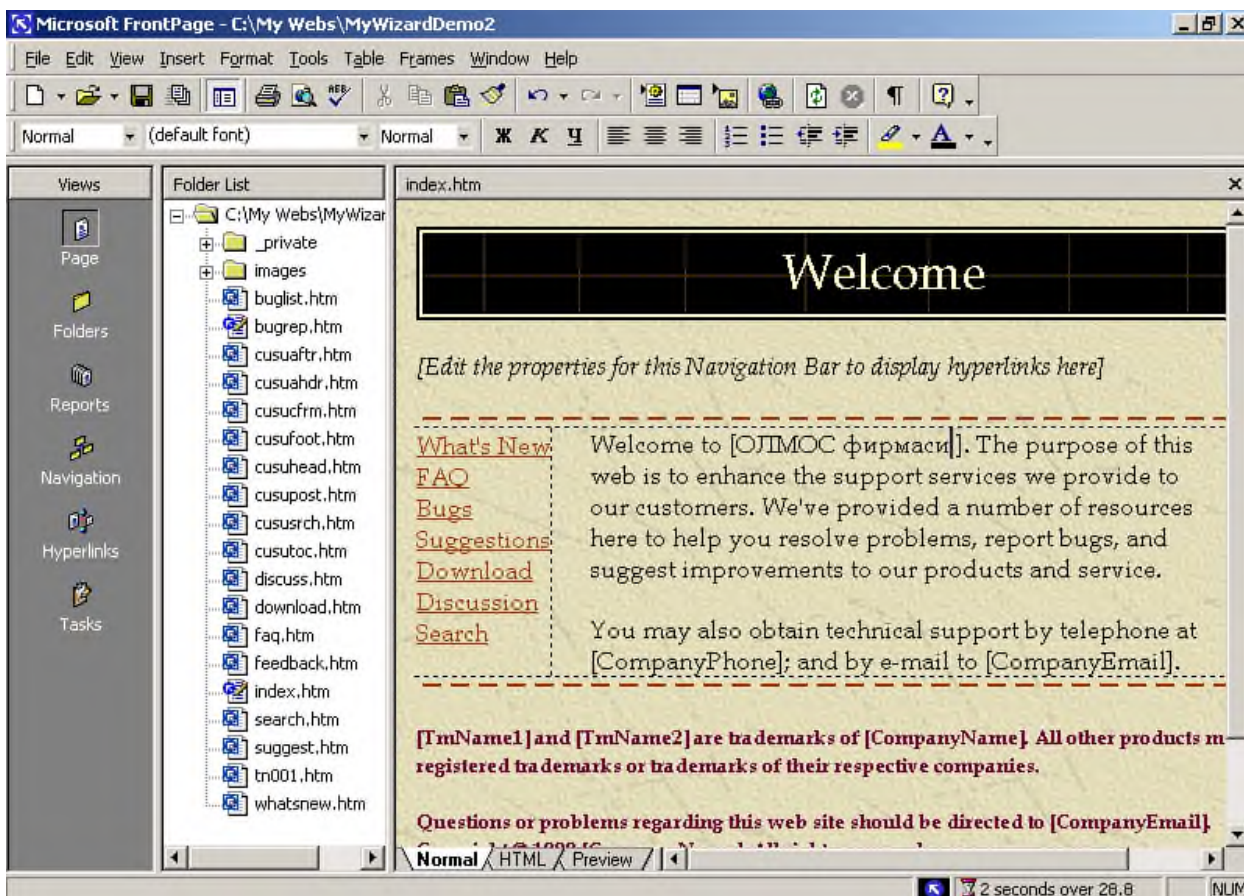 Microsoft FrontPage - C:\My Webs\MyWizardDemo2
File Edit View Insert Format Tools Table Frames Window Help
Normal (default font) Normal Ж К Ч A
Views
Page
Folders
Reports
Navigation
Hyperlinks
Tasks
Folder List
C:\My Webs\MyWizar
_private
images
buglist.htm
bugrep.htm
cusuaftr.htm
cusuahdr.htm
cusucfrm.htm
cusufoot.htm
cusuhead.htm
cusupost.htm
cususrch.htm
cusutoc.htm
discuss.htm
download.htm
faq.htm
feedback.htm
index.htm
search.htm
suggest.htm
tn001.htm
whatsnew.htm
index.htm
Welcome
[Edit the properties for this Navigation Bar to display hyperlinks here]
What's New
FAQ
Bugs
Suggestions
Download
Discussion
Search
Welcome to [ОЛМОС фирмаси]]. The purpose of this
web is to enhance the support services we provide to
our customers. We've provided a number of resources
here to help you resolve problems, report bugs, and
suggest improvements to our products and service.
You may also obtain technical support by telephone at
[CompanyPhone]; and by e-mail to [CompanyEmail].
[TmName1] and [TmName2] are trademarks of [CompanyName]. All other products m
registered trademarks or trademarks of their respective companies.
Questions or problems regarding this web site should be directed to [CompanyEmail].
Normal HTML Preview
2 seconds over 28.8 NUM